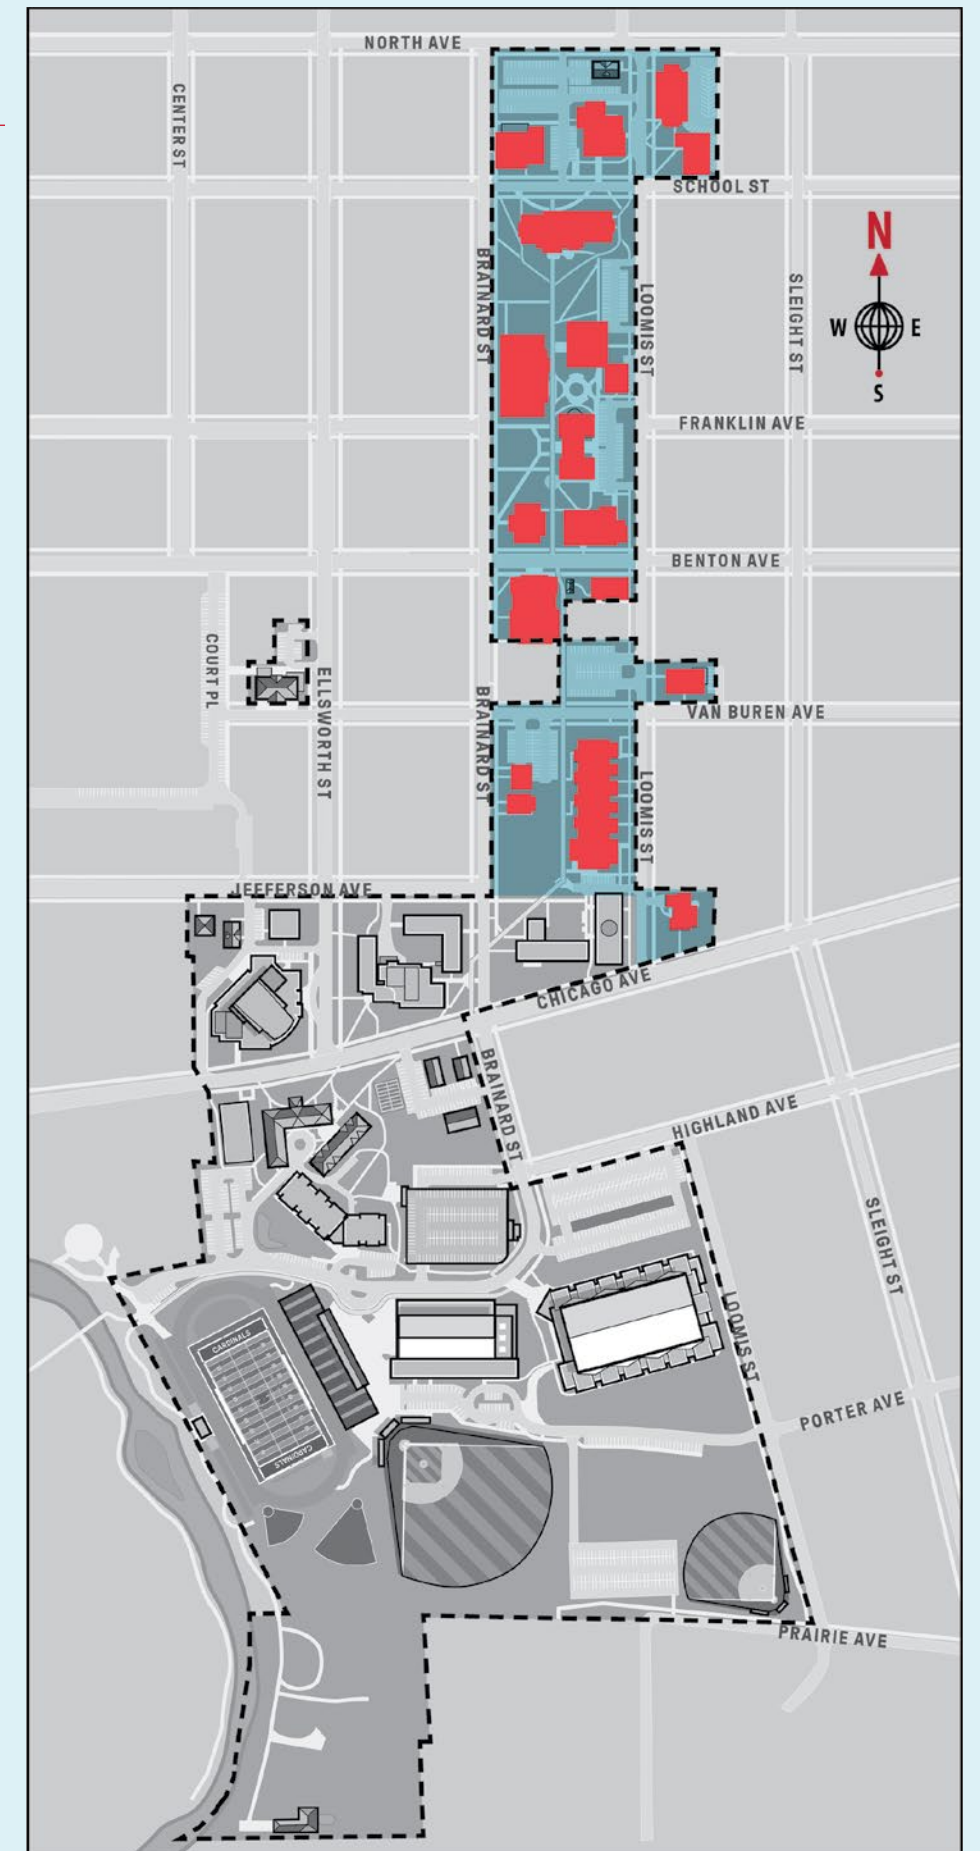 NORTH AVE
CENTER ST
SCHOOL ST
N
W E
S
BRAINARD ST
LOOMIS ST
SLEIGHT ST
FRANKLIN AVE
BENTON AVE
COURT PL
ELLSWORTH ST
BRAINARD ST
VAN BUREN AVE
LOOMIS ST
JEFFERSON AVE
CHICAGO AVE
BRAINARD ST
HIGHLAND AVE
SLEIGHT ST
LOOMIS ST
CARDINALS
PORTER AVE
CARDINALS
PRAIRIE AVE